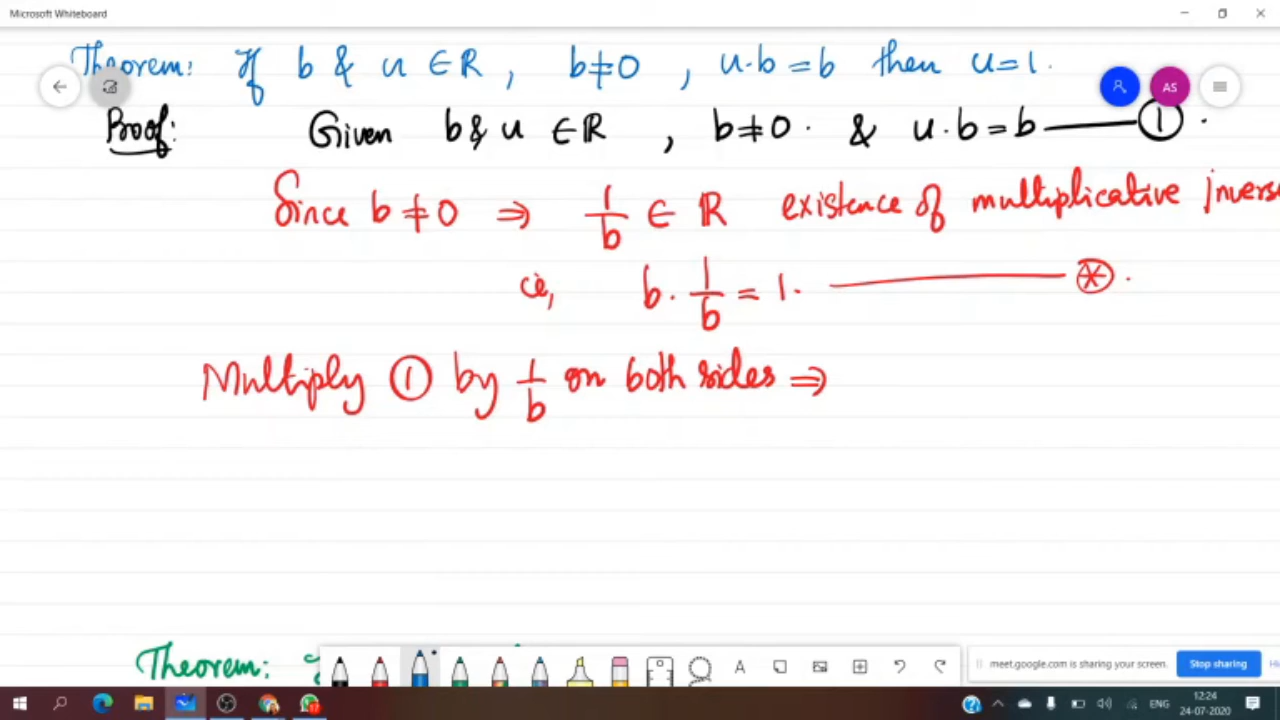 Microsoft Whiteboard
Theorem: If b & u ∈ ℝ, b≠0, u·b=b then u=1.
AS
Proof: Given b & u ∈ ℝ, b≠0. & u·b=b ——— ①.
Since b≠0 ⇒ 1/b ∈ ℝ existence of multiplicative inverse
ie, b·1/b = 1. ——— ⊛.
Multiply ① by 1/b on both sides ⇒
Theorem:
A
meet.google.com is sharing your screen. Stop sharing
ENG 12:24
24-07-2020